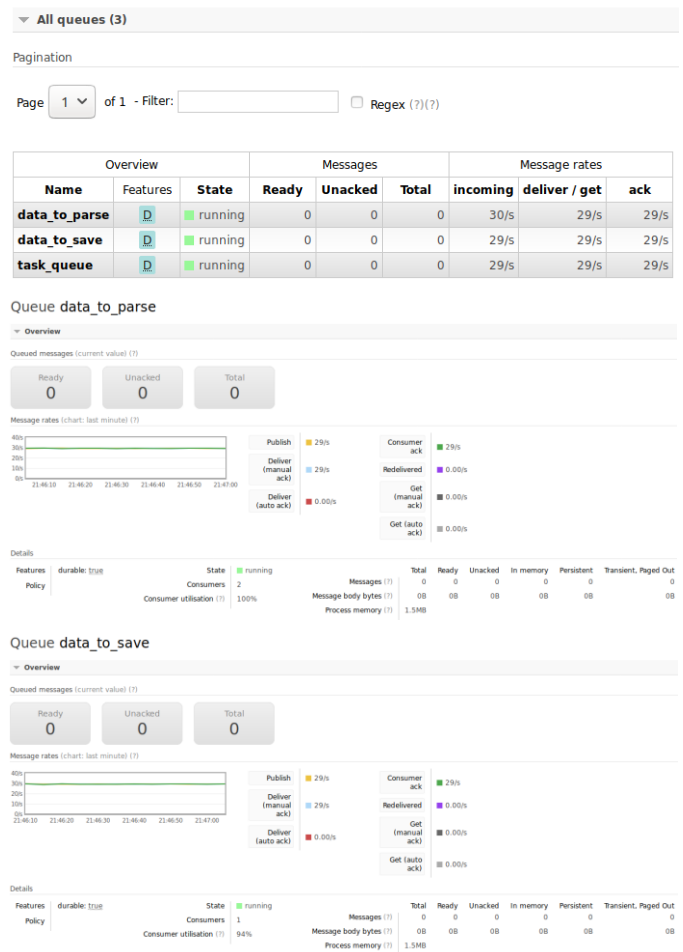 All queues (3)
Pagination
Page 1 of 1 - Filter: Regex (?)(?)
Overview Messages Message rates
Name Features State Ready Unacked Total incoming deliver / get ack
data_to_parse D running 0 0 0 30/s 29/s 29/s
data_to_save D running 0 0 0 29/s 29/s 29/s
task_queue D running 0 0 0 29/s 29/s 29/s
Queue data_to_parse
Overview
Queued messages (current value) (?)
Ready Unacked Total
0 0 0
Message rates (chart: last minute) (?)
40/s
30/s
20/s
10/s
0/s
21:46:10 21:46:20 21:46:30 21:46:40 21:46:50 21:47:00
Publish 29/s
Deliver (manual ack) 29/s
Deliver (auto ack) 0.00/s
Consumer ack 29/s
Redelivered 0.00/s
Get (manual ack) 0.00/s
Get (auto ack) 0.00/s
Details
Features durable: true
Policy
State running
Consumers 2
Consumer utilisation (?) 100%
Total Ready Unacked In memory Persistent Transient, Paged Out
Messages (?) 0 0 0 0 0 0
Message body bytes (?) 0B 0B 0B 0B 0B 0B
Process memory (?) 1.5MB
Queue data_to_save
Overview
Queued messages (current value) (?)
Ready Unacked Total
0 0 0
Message rates (chart: last minute) (?)
40/s
30/s
20/s
10/s
0/s
21:46:10 21:46:20 21:46:30 21:46:40 21:46:50 21:47:00
Publish 29/s
Deliver (manual ack) 29/s
Deliver (auto ack) 0.00/s
Consumer ack 29/s
Redelivered 0.00/s
Get (manual ack) 0.00/s
Get (auto ack) 0.00/s
Details
Features durable: true
Policy
State running
Consumers 1
Consumer utilisation (?) 94%
Total Ready Unacked In memory Persistent Transient, Paged Out
Messages (?) 0 0 0 0 0 0
Message body bytes (?) 0B 0B 0B 0B 0B 0B
Process memory (?) 1.5MB